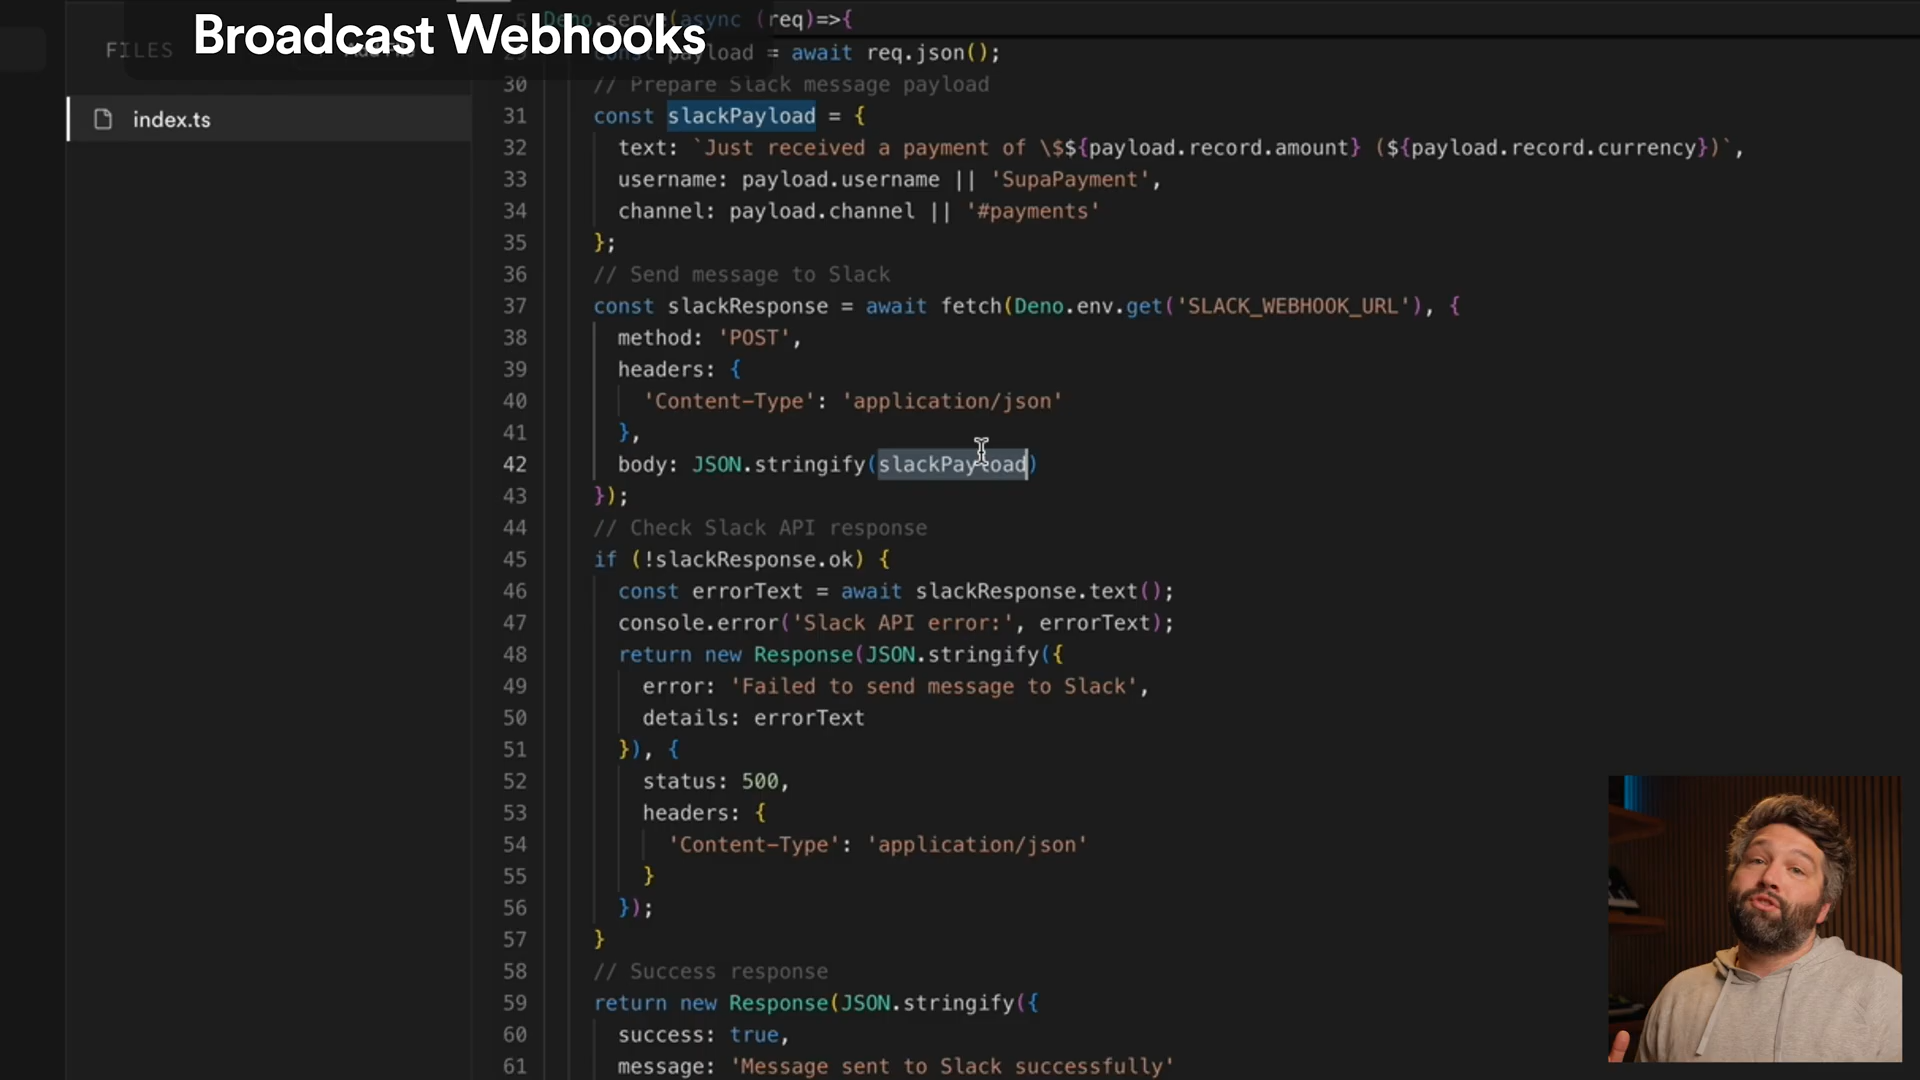 Broadcast Webhooks
FILES
index.ts
5 Deno.serve(async (req)=>{
29 const payload = await req.json();
30 // Prepare Slack message payload
31 const slackPayload = {
32 text: `Just received a payment of \$${payload.record.amount} (${payload.record.currency})`,
33 username: payload.username || 'SupaPayment',
34 channel: payload.channel || '#payments'
35 };
36 // Send message to Slack
37 const slackResponse = await fetch(Deno.env.get('SLACK_WEBHOOK_URL'), {
38 method: 'POST',
39 headers: {
40 'Content-Type': 'application/json'
41 },
42 body: JSON.stringify(slackPayload)
43 });
44 // Check Slack API response
45 if (!slackResponse.ok) {
46 const errorText = await slackResponse.text();
47 console.error('Slack API error:', errorText);
48 return new Response(JSON.stringify({
49 error: 'Failed to send message to Slack',
50 details: errorText
51 }), {
52 status: 500,
53 headers: {
54 'Content-Type': 'application/json'
55 }
56 });
57 }
58 // Success response
59 return new Response(JSON.stringify({
60 success: true,
61 message: 'Message sent to Slack successfully'